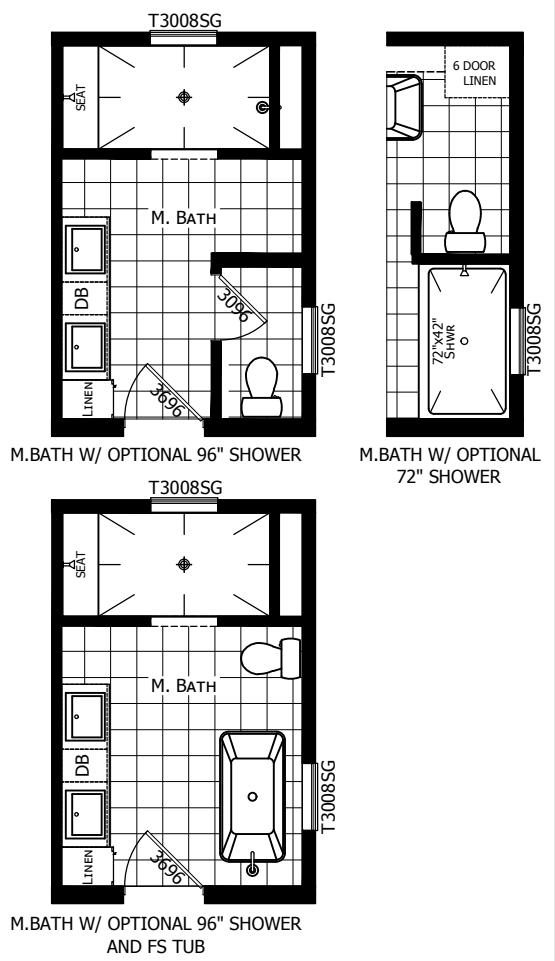 T3008SG
SEAT
M. BATH
DB
LINEN
3096
3696
T3008SG
M.BATH W/ OPTIONAL 96" SHOWER
6 DOOR
LINEN
72"x42"
SHWR
T3008SG
M.BATH W/ OPTIONAL
72" SHOWER
T3008SG
SEAT
M. BATH
DB
LINEN
3696
T3008SG
M.BATH W/ OPTIONAL 96" SHOWER
AND FS TUB